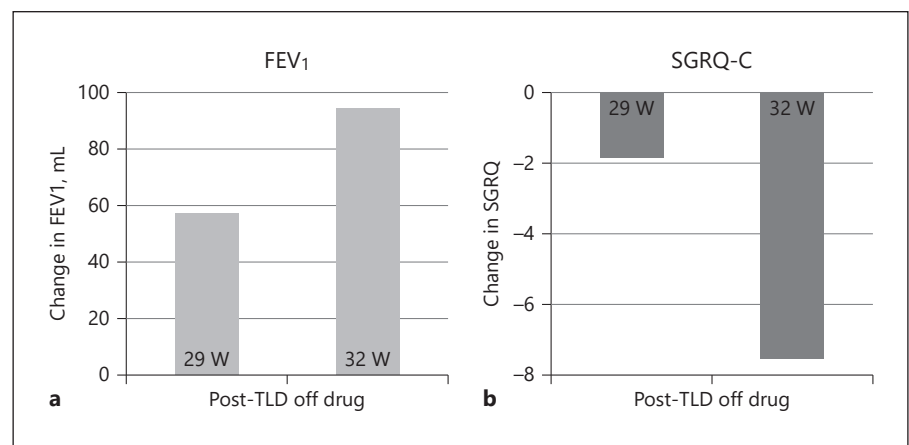 FEV₁
100
80
60
40
20
0
Change in FEV1, mL
29 W
32 W
a
Post-TLD off drug
SGRQ-C
0
–2
–4
–6
–8
Change in SGRQ
29 W
32 W
b
Post-TLD off drug